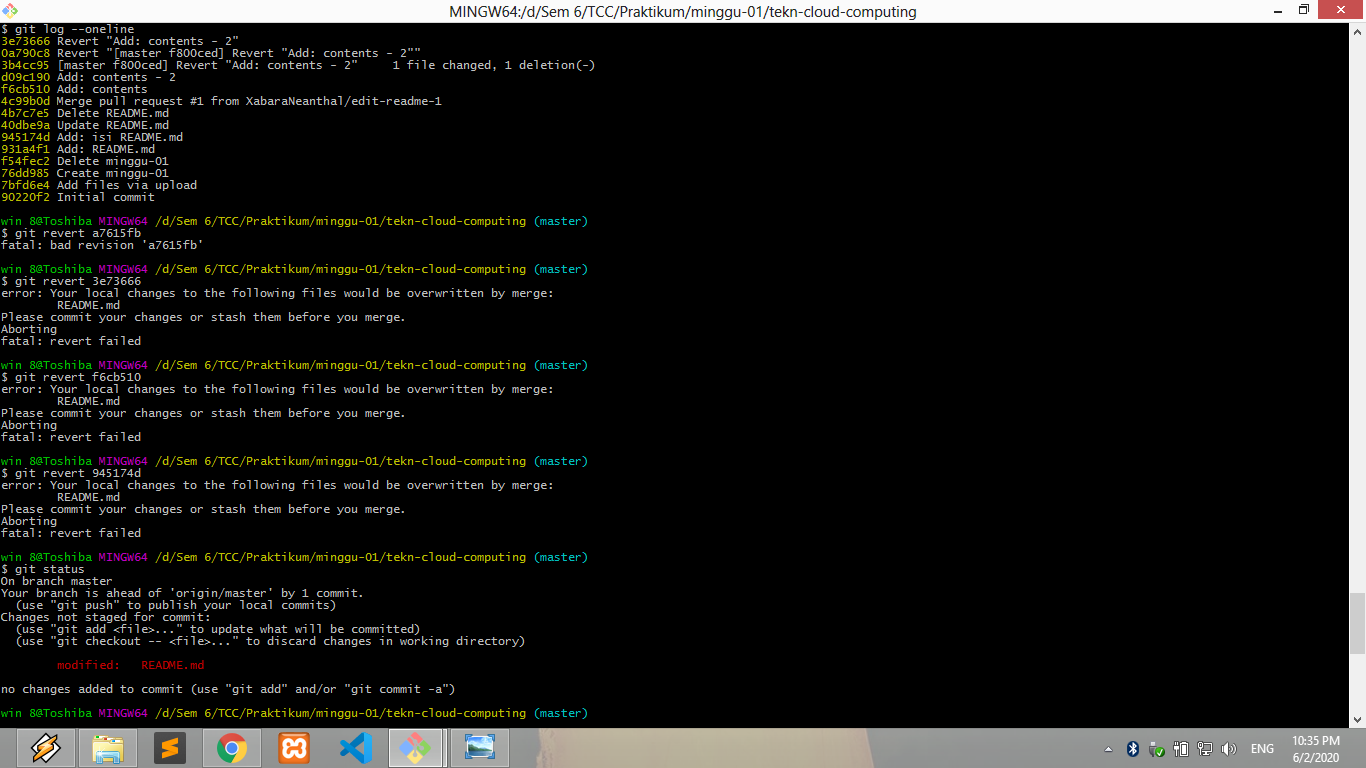 MINGW64:/d/Sem 6/TCC/Praktikum/minggu-01/tekn-cloud-computing
$ git log --oneline
3e73666 Revert "Add: contents - 2"
0a790c8 Revert "[master f800ced] Revert "Add: contents - 2""
3b4cc95 [master f800ced] Revert "Add: contents - 2"     1 file changed, 1 deletion(-)
d09c190 Add: contents - 2
f6cb510 Add: contents
4c99b0d Merge pull request #1 from XabaraNeanthal/edit-readme-1
4b7c7e5 Delete README.md
40dbe9a Update README.md
945174d Add: isi README.md
931a4f1 Add: README.md
f54fec2 Delete minggu-01
76dd985 Create minggu-01
7bfd6e4 Add files via upload
90220f2 Initial commit
win 8@Toshiba MINGW64 /d/Sem 6/TCC/Praktikum/minggu-01/tekn-cloud-computing (master)
$ git revert a7615fb
fatal: bad revision 'a7615fb'
win 8@Toshiba MINGW64 /d/Sem 6/TCC/Praktikum/minggu-01/tekn-cloud-computing (master)
$ git revert 3e73666
error: Your local changes to the following files would be overwritten by merge:
README.md
Please commit your changes or stash them before you merge.
Aborting
fatal: revert failed
win 8@Toshiba MINGW64 /d/Sem 6/TCC/Praktikum/minggu-01/tekn-cloud-computing (master)
$ git revert f6cb510
error: Your local changes to the following files would be overwritten by merge:
README.md
Please commit your changes or stash them before you merge.
Aborting
fatal: revert failed
win 8@Toshiba MINGW64 /d/Sem 6/TCC/Praktikum/minggu-01/tekn-cloud-computing (master)
$ git revert 945174d
error: Your local changes to the following files would be overwritten by merge:
README.md
Please commit your changes or stash them before you merge.
Aborting
fatal: revert failed
win 8@Toshiba MINGW64 /d/Sem 6/TCC/Praktikum/minggu-01/tekn-cloud-computing (master)
$ git status
On branch master
Your branch is ahead of 'origin/master' by 1 commit.
(use "git push" to publish your local commits)
Changes not staged for commit:
(use "git add <file>..." to update what will be committed)
(use "git checkout -- <file>..." to discard changes in working directory)
modified:   README.md
no changes added to commit (use "git add" and/or "git commit -a")
win 8@Toshiba MINGW64 /d/Sem 6/TCC/Praktikum/minggu-01/tekn-cloud-computing (master)
ENG
10:35 PM
6/2/2020